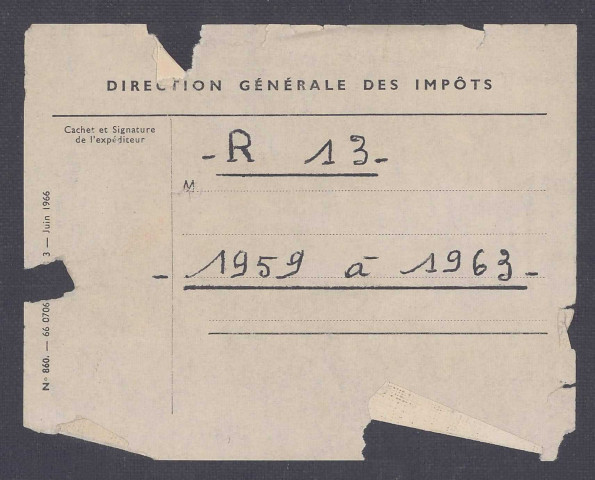 DIRECTION GÉNÉRALE DES IMPÔTS
Cachet et Signature
de l'expéditeur
- R 13 -
M
- 1959 à 1963 -
N° 860. — 66 0706 3 — Juin 1966